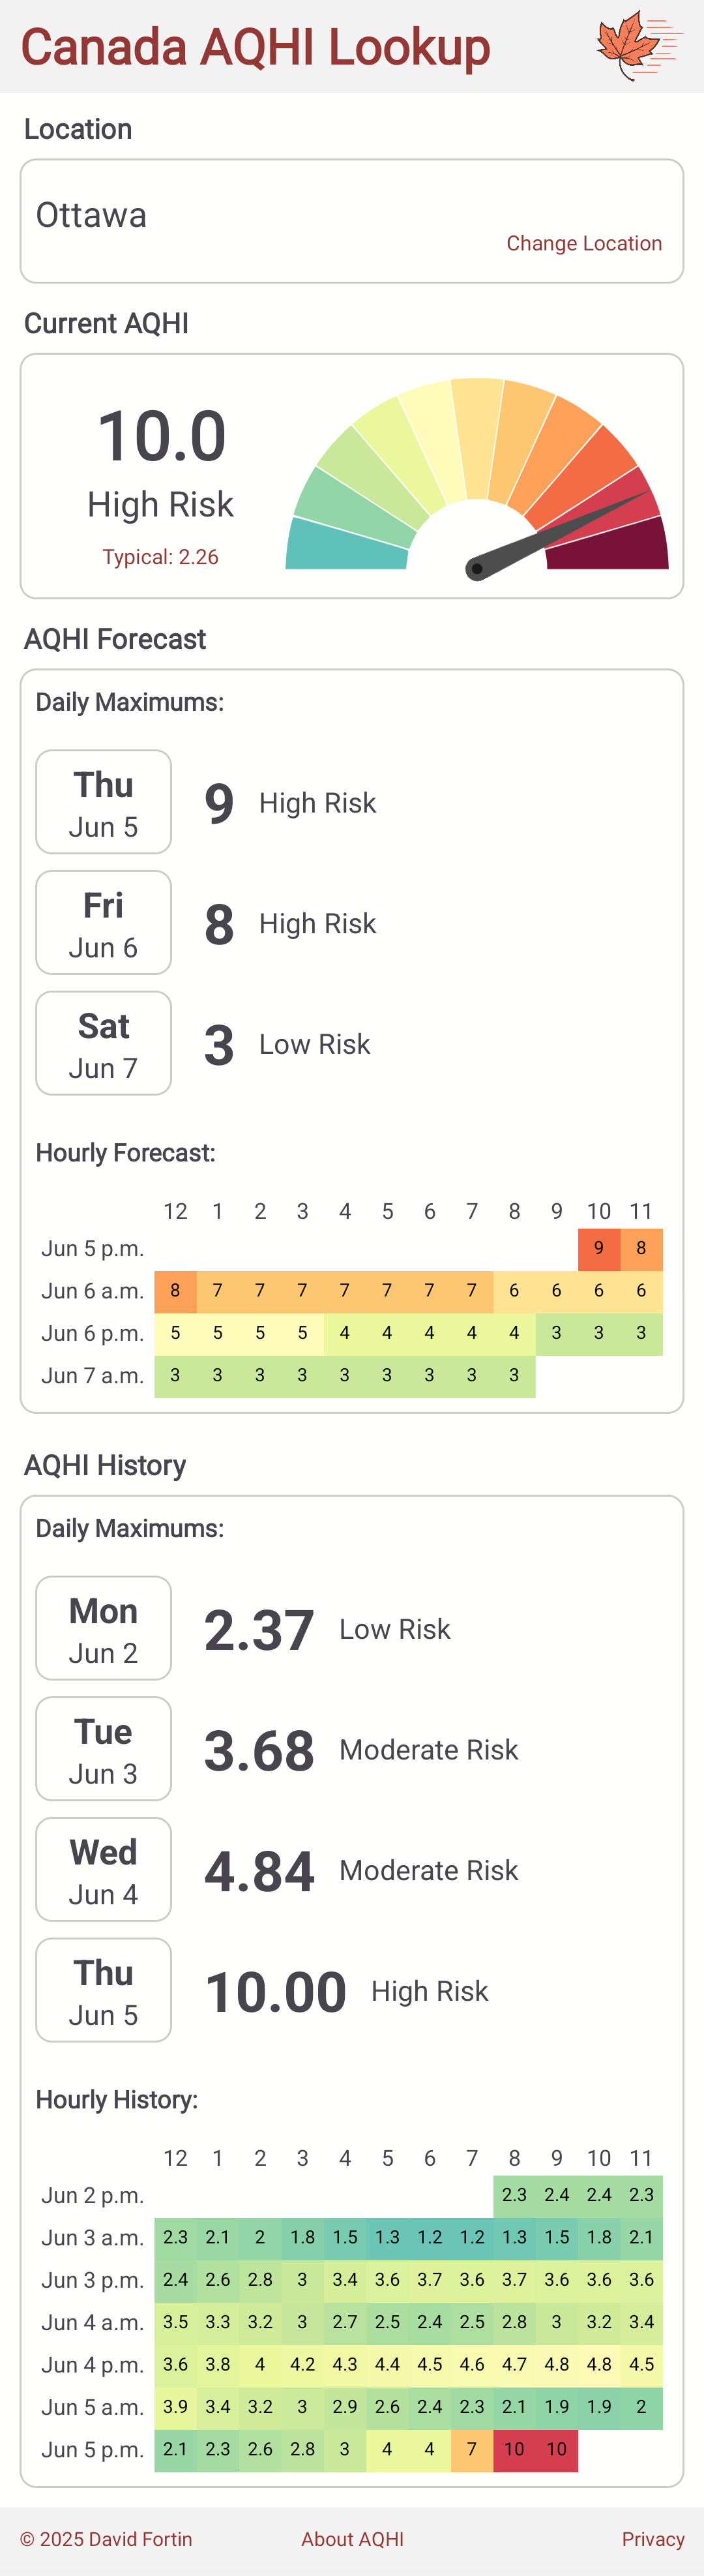 Canada AQHI Lookup
Location
Ottawa
Change Location
Current AQHI
10.0
High Risk
Typical: 2.26
AQHI Forecast
Daily Maximums:
Thu
Jun 5
9 High Risk
Fri
Jun 6
8 High Risk
Sat
Jun 7
3 Low Risk
Hourly Forecast:
12 1 2 3 4 5 6 7 8 9 10 11
Jun 5 p.m. 9 8
Jun 6 a.m. 8 7 7 7 7 7 7 7 6 6 6 6
Jun 6 p.m. 5 5 5 5 4 4 4 4 4 3 3 3
Jun 7 a.m. 3 3 3 3 3 3 3 3 3
AQHI History
Daily Maximums:
Mon
Jun 2
2.37 Low Risk
Tue
Jun 3
3.68 Moderate Risk
Wed
Jun 4
4.84 Moderate Risk
Thu
Jun 5
10.00 High Risk
Hourly History:
12 1 2 3 4 5 6 7 8 9 10 11
Jun 2 p.m. 2.3 2.4 2.4 2.3
Jun 3 a.m. 2.3 2.1 2 1.8 1.5 1.3 1.2 1.2 1.3 1.5 1.8 2.1
Jun 3 p.m. 2.4 2.6 2.8 3 3.4 3.6 3.7 3.6 3.7 3.6 3.6 3.6
Jun 4 a.m. 3.5 3.3 3.2 3 2.7 2.5 2.4 2.5 2.8 3 3.2 3.4
Jun 4 p.m. 3.6 3.8 4 4.2 4.3 4.4 4.5 4.6 4.7 4.8 4.8 4.5
Jun 5 a.m. 3.9 3.4 3.2 3 2.9 2.6 2.4 2.3 2.1 1.9 1.9 2
Jun 5 p.m. 2.1 2.3 2.6 2.8 3 4 4 7 10 10
© 2025 David Fortin About AQHI Privacy